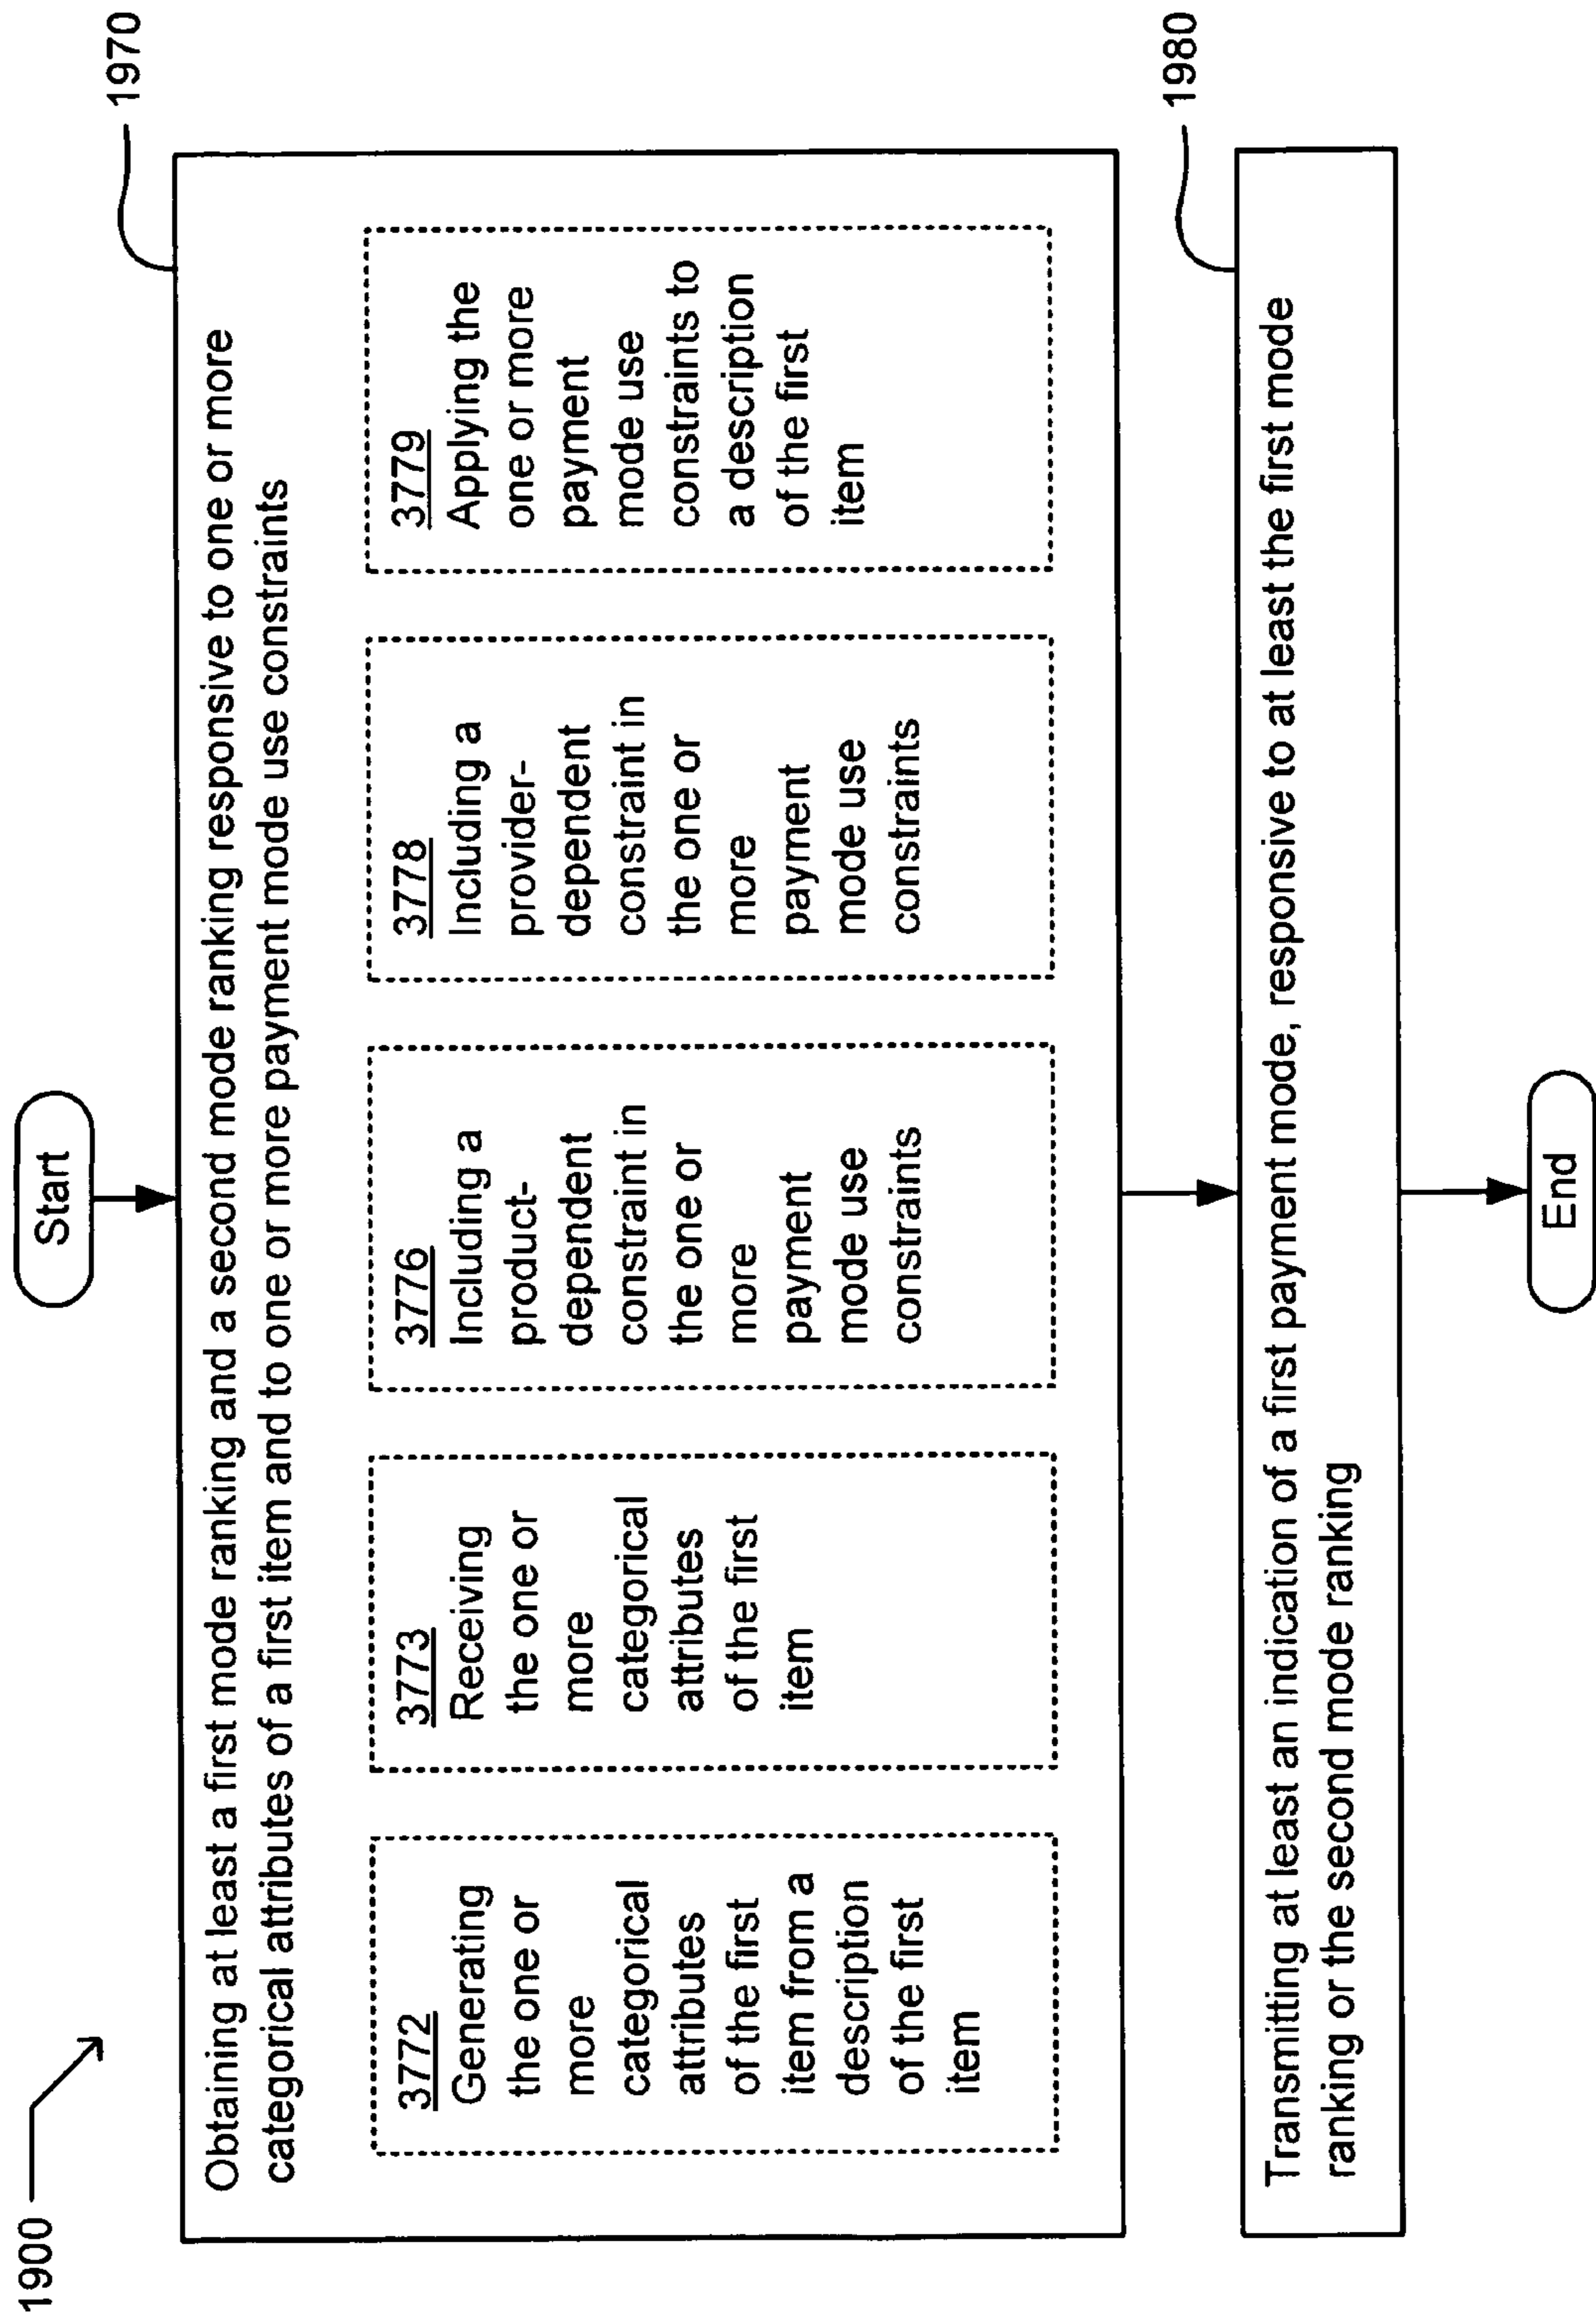 1900
Start
1970
Obtaining at least a first mode ranking and a second mode ranking responsive to one or more
categorical attributes of a first item and to one or more payment mode use constraints
3772
Generating
the one or
more
categorical
attributes
of the first
item from a
description
of the first
item
3773
Receiving
the one or
more
categorical
attributes
of the first
item
3776
Including a
product-
dependent
constraint in
the one or
more
payment
mode use
constraints
3778
Including a
provider-
dependent
constraint in
the one or
more
payment
mode use
constraints
3779
Applying the
one or more
payment
mode use
constraints to
a description
of the first
item
1980
Transmitting at least an indication of a first payment mode, responsive to at least the first mode
ranking or the second mode ranking
End